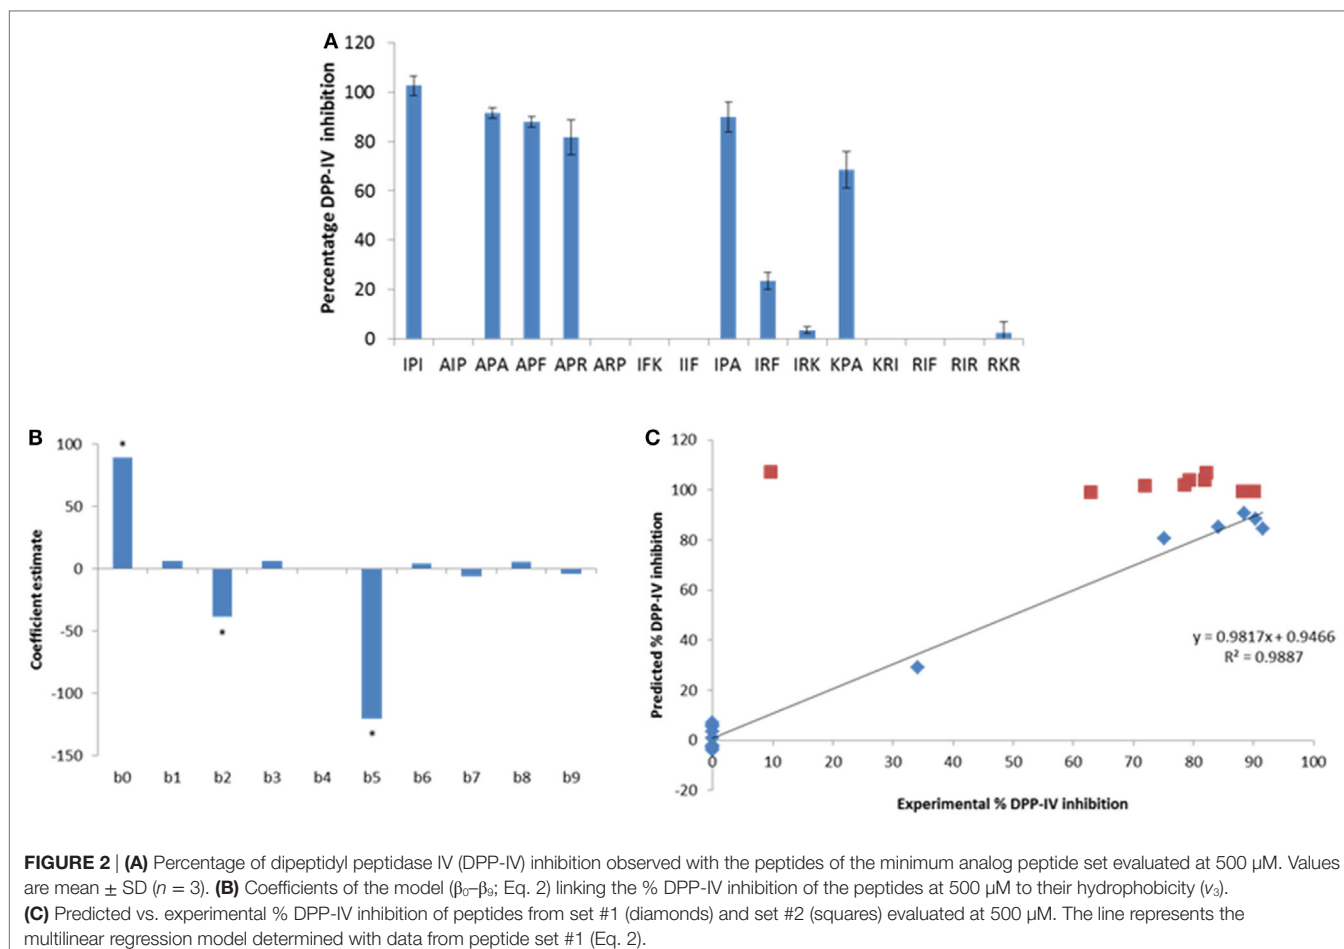 A
120
100
80
60
40
20
0
Percentatge DPP-IV inhibition
IPI AIP APA APF APR ARP IFK IIF IPA IRF IRK KPA KRI RIF RIR RKR
B
100
50
0
-50
-100
-150
Coefficient estimate
*
*
*
b0 b1 b2 b3 b4 b5 b6 b7 b8 b9
C
120
100
80
60
40
20
0
-20
Predicted % DPP-IV inhibition
y = 0.9817x + 0.9466
R² = 0.9887
0 10 20 30 40 50 60 70 80 90 100
Experimental % DPP-IV inhibition
FIGURE 2 | (A) Percentage of dipeptidyl peptidase IV (DPP-IV) inhibition observed with the peptides of the minimum analog peptide set evaluated at 500 µM. Values
are mean ± SD (n = 3). (B) Coefficients of the model (β₀–β₉; Eq. 2) linking the % DPP-IV inhibition of the peptides at 500 µM to their hydrophobicity (v₃).
(C) Predicted vs. experimental % DPP-IV inhibition of peptides from set #1 (diamonds) and set #2 (squares) evaluated at 500 µM. The line represents the
multilinear regression model determined with data from peptide set #1 (Eq. 2).